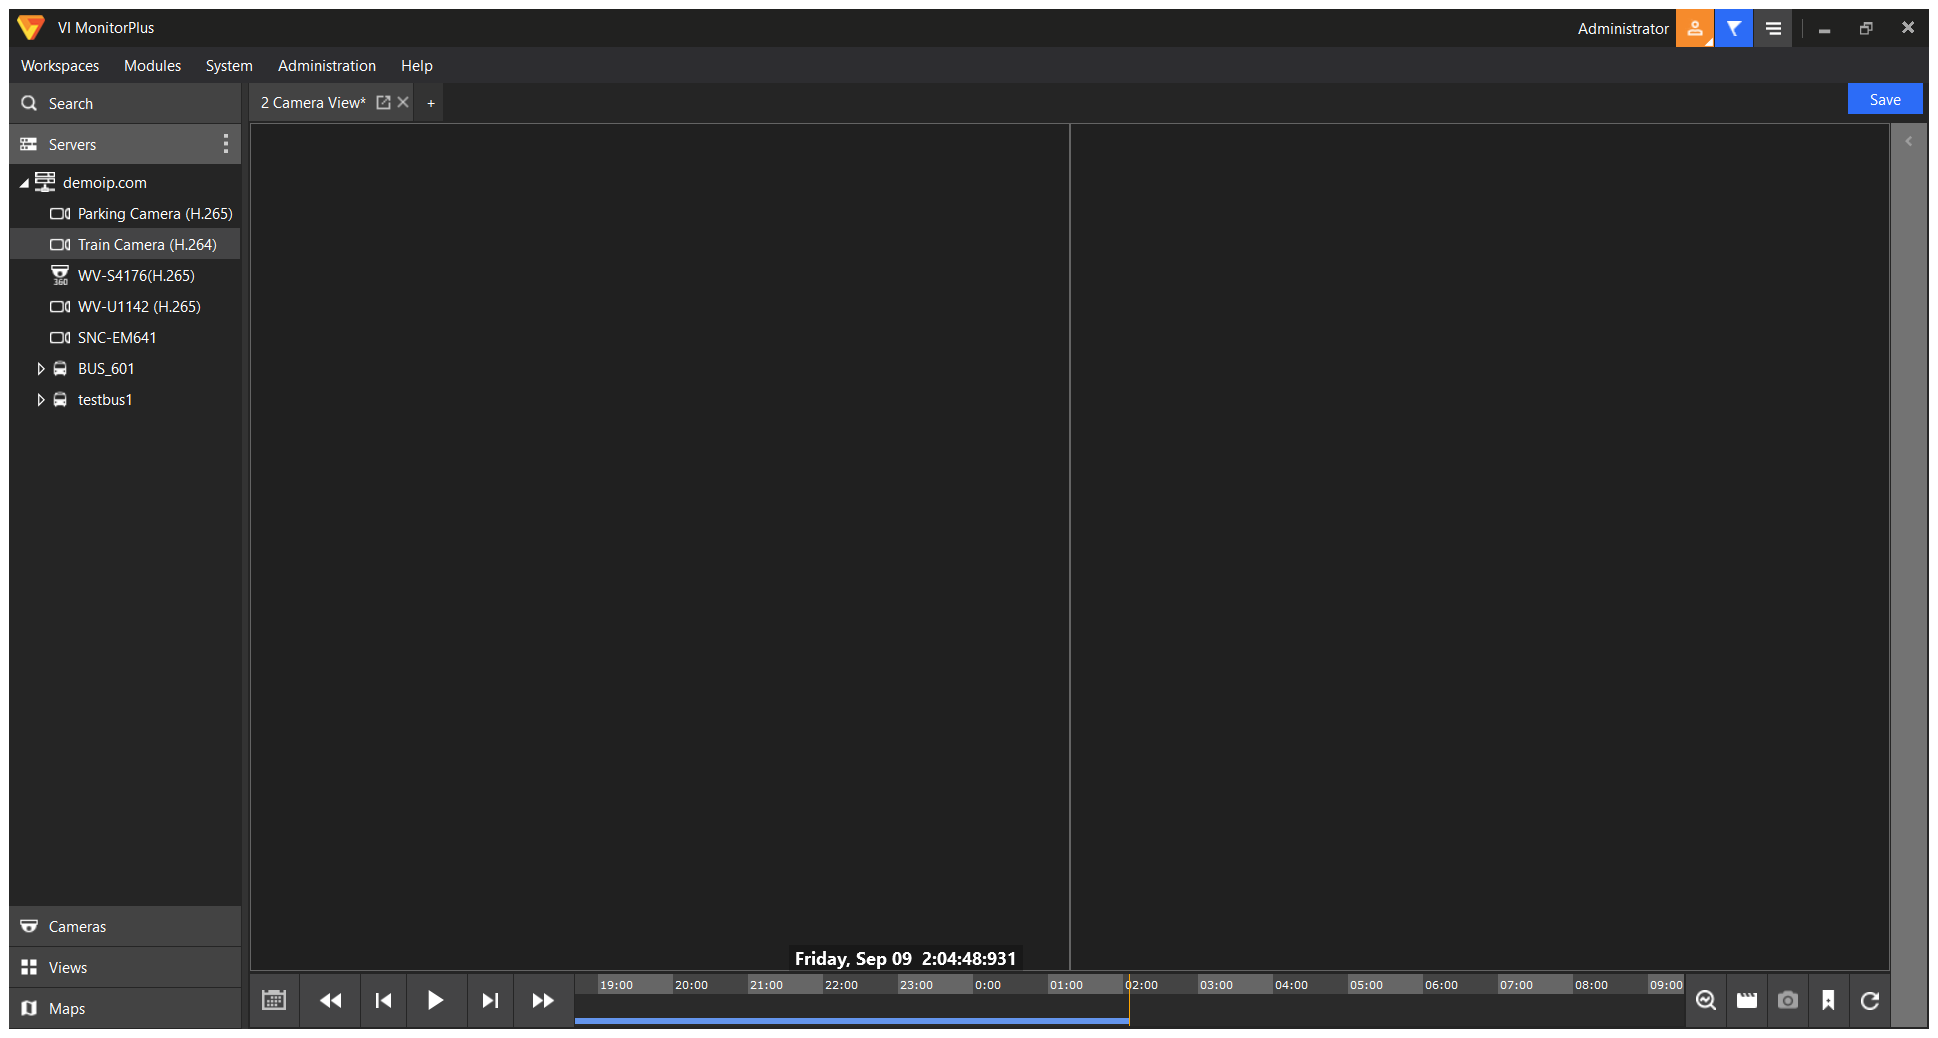 VI MonitorPlus
Administrator
Workspaces Modules System Administration Help
Search
2 Camera View* +
Save
Servers
demoip.com
Parking Camera (H.265)
Train Camera (H.264)
360 WV-S4176(H.265)
WV-U1142 (H.265)
SNC-EM641
BUS_601
testbus1
Cameras
Views
Maps
Friday, Sep 09 2:04:48:931
19:00 20:00 21:00 22:00 23:00 0:00 01:00 02:00 03:00 04:00 05:00 06:00 07:00 08:00 09:00